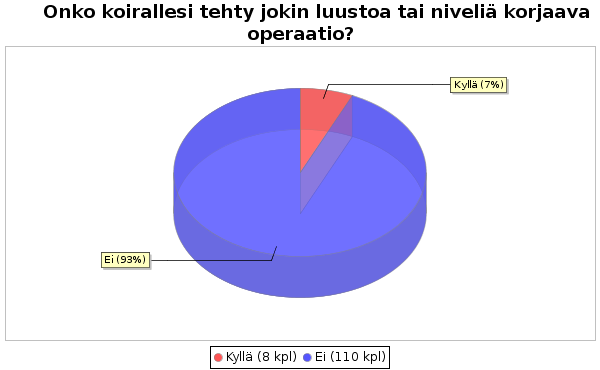 Onko koirallesi tehty jokin luustoa tai niveliä korjaava
operaatio?
Kyllä (7%)
Ei (93%)
Kyllä (8 kpl) Ei (110 kpl)